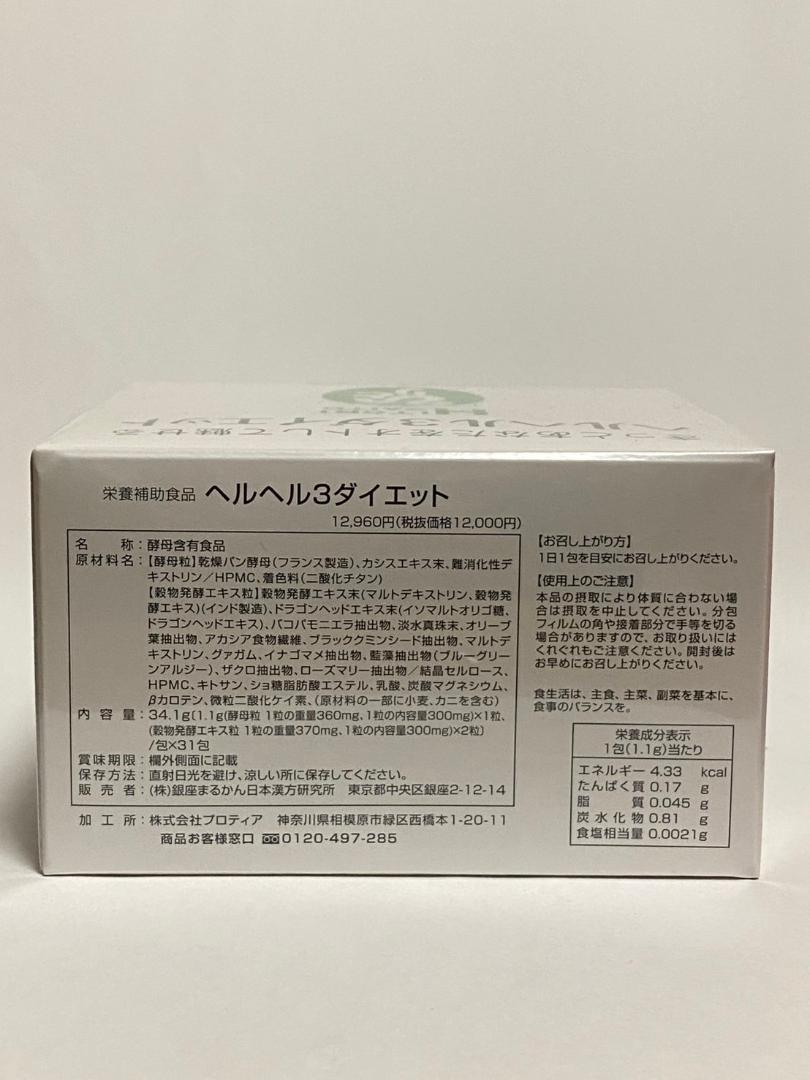 きっとあなたをオトして魅せる
ヘルヘル3ダイエット
栄養補助食品 ヘルヘル3ダイエット
12,960円(税抜価格12,000円)
名 称:酵母含有食品
原材料名:【酵母粒】乾燥パン酵母(フランス製造)、カシスエキス末、難消化性デ
キストリン/HPMC、着色料(二酸化チタン)
【穀物発酵エキス粒】穀物発酵エキス末(マルトデキストリン、穀物発
酵エキス)(インド製造)、ドラゴンヘッドエキス末(イソマルトオリゴ糖、
ドラゴンヘッドエキス)、バコパモニエラ抽出物、淡水真珠末、オリーブ
葉抽出物、アカシア食物繊維、ブラッククミンシード抽出物、マルトデ
キストリン、グァガム、イナゴマメ抽出物、藍藻抽出物(ブルーグリー
ンアルジー)、ザクロ抽出物、ローズマリー抽出物/結晶セルロース、
HPMC、キトサン、ショ糖脂肪酸エステル、乳酸、炭酸マグネシウム、
βカロテン、微粒二酸化ケイ素、(原材料の一部に小麦、カニを含む)
内 容 量:34.1g〔1.1g(酵母粒 1粒の重量360mg、1粒の内容量300mg)×1粒、
(穀物発酵エキス粒 1粒の重量370mg、1粒の内容量300mg)×2粒〕
/包×31包
賞味期限:欄外側面に記載
保存方法:直射日光を避け、涼しい所に保存してください。
販 売 者:(株)銀座まるかん日本漢方研究所 東京都中央区銀座2-12-14
加 工 所:株式会社プロティア 神奈川県相模原市緑区西橋本1-20-11
商品お客様窓口 0120-497-285
【お召し上がり方】
1日1包を目安にお召し上がりください。
【使用上のご注意】
本品の摂取により体質に合わない場
合は摂取を中止してください。分包
フィルムの角や接着部分で手等を切る
場合がありますので、お取り扱いには
くれぐれもご注意ください。開封後は
お早めにお召し上がりください。
食生活は、主食、主菜、副菜を基本に、
食事のバランスを。
栄養成分表示
1包(1.1g)当たり
エネルギー 4.33 kcal
たんぱく質 0.17 g
脂 質 0.045 g
炭水化物 0.81 g
食塩相当量 0.0021g